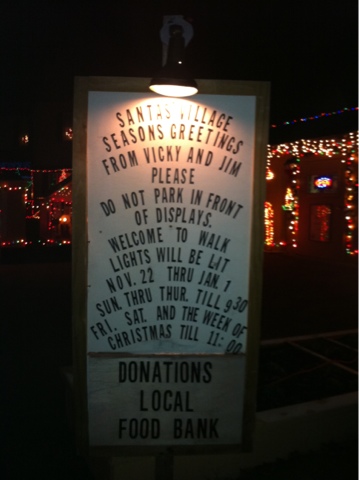 SANTAS VILLAGE
SEASONS GREETINGS
FROM VICKY AND JIM
PLEASE
DO NOT PARK IN FRONT
OF DISPLAYS.
WELCOME TO WALK
LIGHTS WILL BE LIT
NOV. 22 THRU JAN. 1
SUN. THRU THUR. TILL 9:30
FRI. SAT. AND THE WEEK OF
CHRISTMAS TILL 11:00
DONATIONS
LOCAL
FOOD BANK